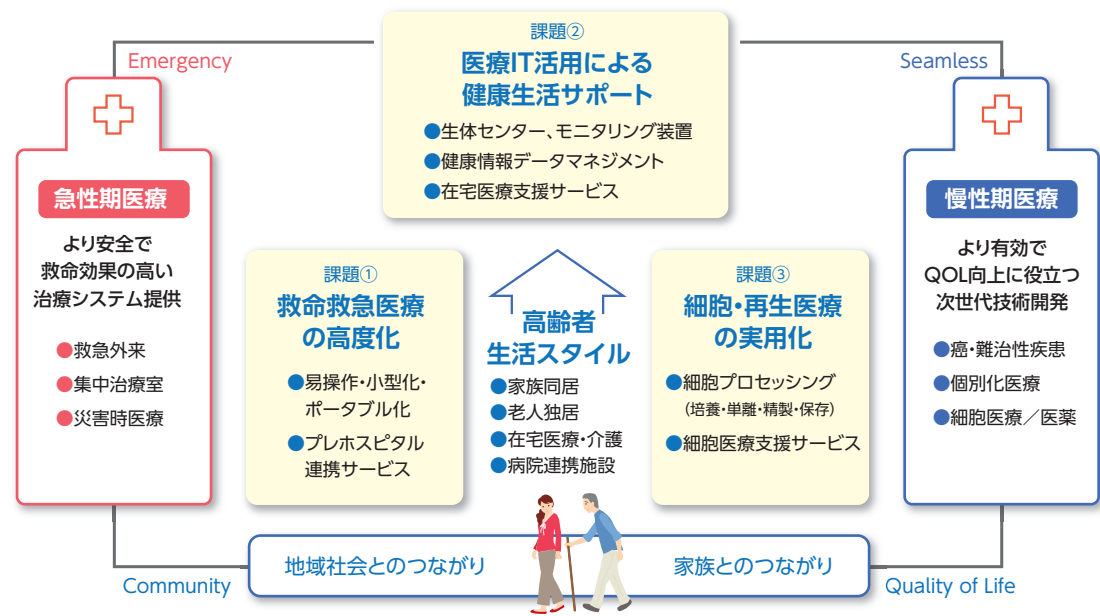 Emergency
急性期医療
より安全で
救命効果の高い
治療システム提供
●救急外来
●集中治療室
●災害時医療
課題②
医療IT活用による
健康生活サポート
●生体センター、モニタリング装置
●健康情報データマネジメント
●在宅医療支援サービス
Seamless
慢性期医療
より有効で
QOL向上に役立つ
次世代技術開発
●癌・難治性疾患
●個別化医療
●細胞医療／医薬
課題①
救命救急医療
の高度化
●易操作・小型化・
ポータブル化
●プレホスピタル
連携サービス
高齢者
生活スタイル
●家族同居
●老人独居
●在宅医療・介護
●病院連携施設
課題③
細胞・再生医療
の実用化
●細胞プロセッシング
（培養・単離・精製・保存）
●細胞医療支援サービス
Community
地域社会とのつながり
家族とのつながり
Quality of Life